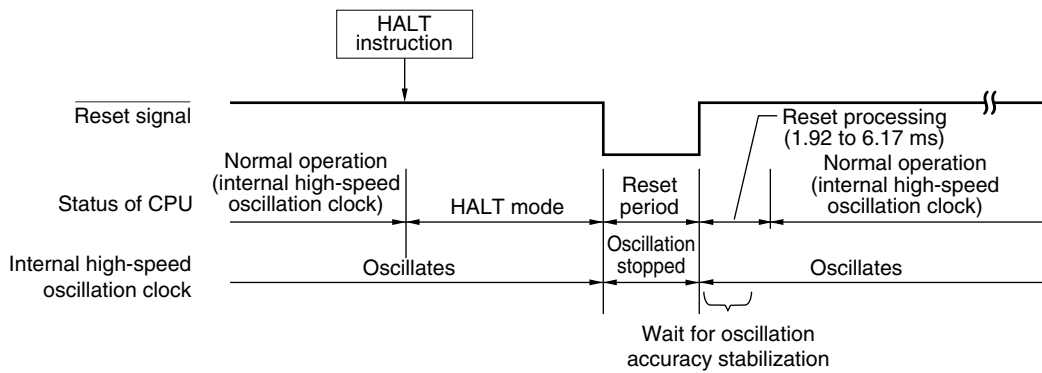 HALT
instruction
Reset signal
Reset processing
(1.92 to 6.17 ms)
Normal operation
(internal high-speed
oscillation clock)
Status of CPU
HALT mode
Reset
period
Normal operation
(internal high-speed
oscillation clock)
Internal high-speed
oscillation clock
Oscillates
Oscillation
stopped
Oscillates
Wait for oscillation
accuracy stabilization